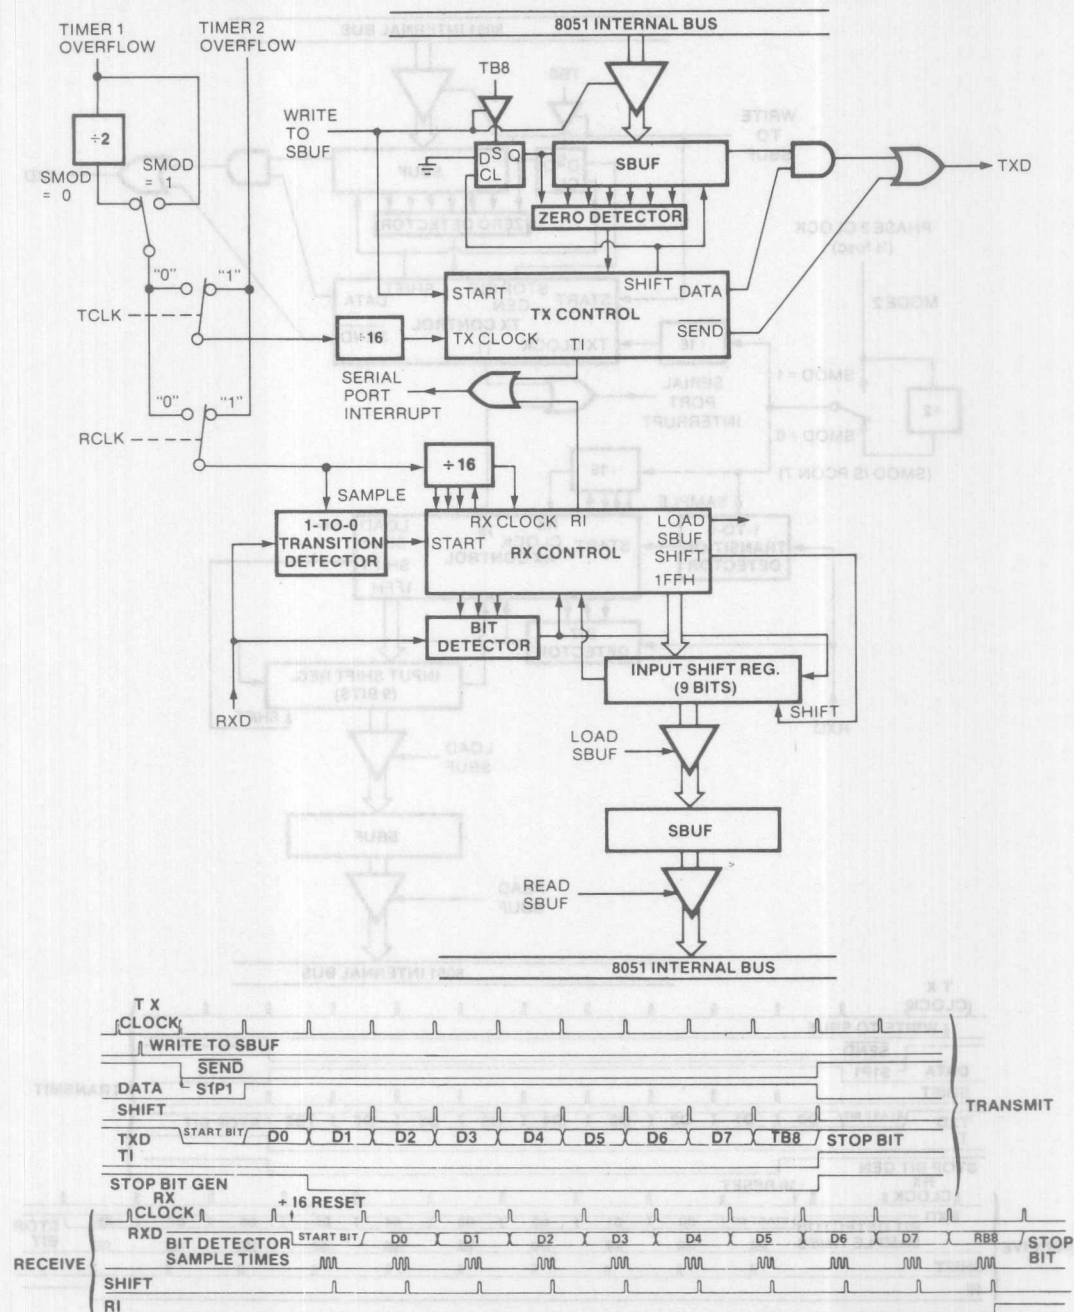 TIMER 1
OVERFLOW
TIMER 2
OVERFLOW
8051 INTERNAL BUS
TB8
WRITE
TO
SBUF
÷2
SMOD
= 0
SMOD
= 1
D S Q
CL
SBUF
TXD
ZERO DETECTOR
"0"
"1"
TCLK
÷16
START
SHIFT
DATA
TX CONTROL
SEND
TX CLOCK
TI
SERIAL
PORT
INTERRUPT
"0"
"1"
RCLK
÷16
SAMPLE
1-TO-0
TRANSITION
DETECTOR
RX CLOCK
RI
LOAD
SBUF
START
RX CONTROL
SHIFT
1FFH
BIT
DETECTOR
INPUT SHIFT REG.
(9 BITS)
RXD
SHIFT
LOAD
SBUF
SBUF
READ
SBUF
8051 INTERNAL BUS
TX
CLOCK
WRITE TO SBUF
SEND
DATA
S1P1
SHIFT
TXD START BIT D0 D1 D2 D3 D4 D5 D6 D7 TB8 STOP BIT
TI
STOP BIT GEN
TRANSMIT
RX
CLOCK
÷16 RESET
RXD START BIT D0 D1 D2 D3 D4 D5 D6 D7 RB8 STOP
BIT
BIT DETECTOR
SAMPLE TIMES
RECEIVE
SHIFT
RI